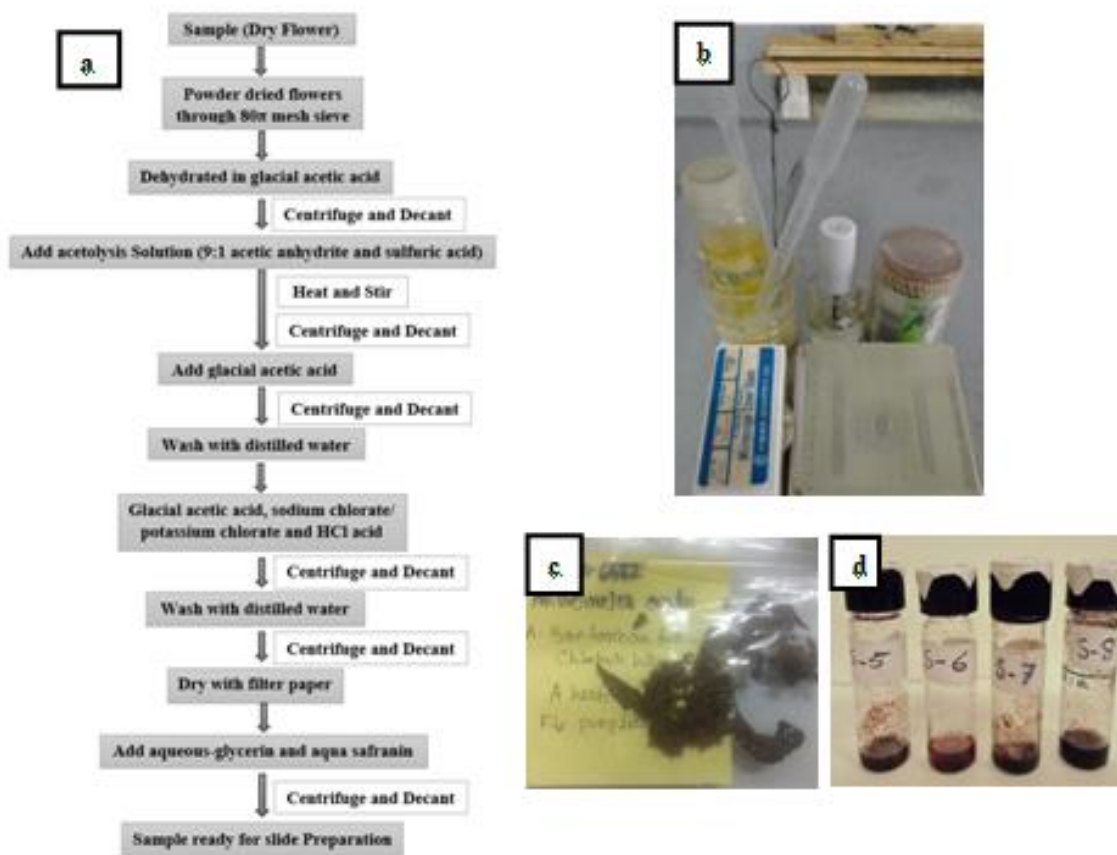 a
Sample (Dry Flower)
Powder dried flowers
through 80π mesh sieve
Dehydrated in glacial acetic acid
Centrifuge and Decant
Add acetolysis Solution (9:1 acetic anhydrite and sulfuric acid)
Heat and Stir
Centrifuge and Decant
Add glacial acetic acid
Centrifuge and Decant
Wash with distilled water
Glacial acetic acid, sodium chlorate/
potassium chlorate and HCl acid
Centrifuge and Decant
Wash with distilled water
Centrifuge and Decant
Dry with filter paper
Add aqueous-glycerin and aqua safranin
Centrifuge and Decant
Sample ready for slide Preparation
b
c
d
S-5
S-6
S-7